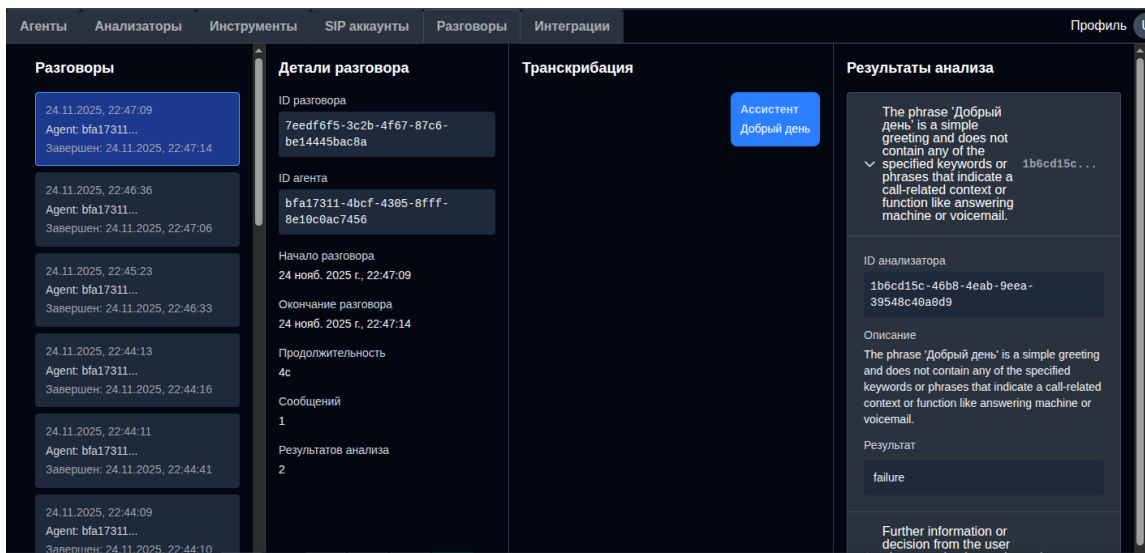 Агенты
Анализаторы
Инструменты
SIP аккаунты
Разговоры
Интеграции
Профиль
U
Разговоры
24.11.2025, 22:47:09
Agent: bfa17311...
Завершен: 24.11.2025, 22:47:14
24.11.2025, 22:46:36
Agent: bfa17311...
Завершен: 24.11.2025, 22:47:06
24.11.2025, 22:45:23
Agent: bfa17311...
Завершен: 24.11.2025, 22:46:33
24.11.2025, 22:44:13
Agent: bfa17311...
Завершен: 24.11.2025, 22:44:16
24.11.2025, 22:44:11
Agent: bfa17311...
Завершен: 24.11.2025, 22:44:41
24.11.2025, 22:44:09
Agent: bfa17311...
Завершен: 24.11.2025, 22:44:10
Детали разговора
ID разговора
7eedf6f5-3c2b-4f67-87c6-
be14445bac8a
ID агента
bfa17311-4bcf-4305-8fff-
8e10c0ac7456
Начало разговора
24 нояб. 2025 г., 22:47:09
Окончание разговора
24 нояб. 2025 г., 22:47:14
Продолжительность
4с
Сообщений
1
Результатов анализа
2
Транскрибация
Ассистент
Добрый день
Результаты анализа
The phrase 'Добрый
день' is a simple
greeting and does not
contain any of the
specified keywords or
phrases that indicate a
call-related context or
function like answering
machine or voicemail.
1b6cd15c...
ID анализатора
1b6cd15c-46b8-4eab-9eea-
39548c40a0d9
Описание
The phrase 'Добрый день' is a simple greeting
and does not contain any of the specified
keywords or phrases that indicate a call-related
context or function like answering machine or
voicemail.
Результат
failure
Further information or
decision from the user